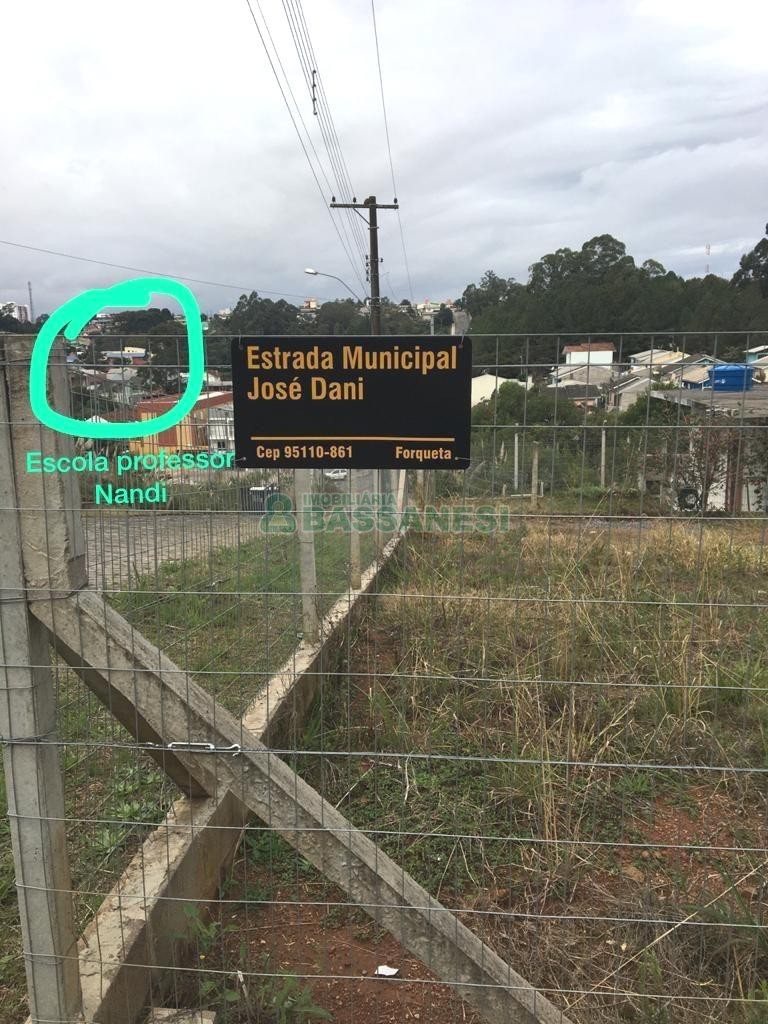 Estrada Municipal
José Dani
Cep 95110-861 Forqueta
Escola professor
Nandi
IMOBILIÁRIA
BASSANESI